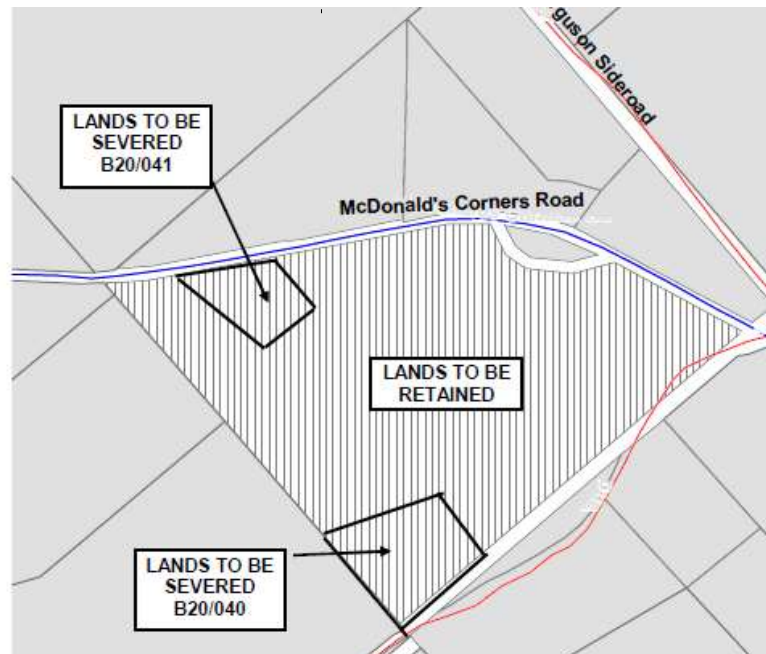 guson Sideroad
LANDS TO BE
SEVERED
B20/041
McDonald's Corners Road
LANDS TO BE
RETAINED
LANDS TO BE
SEVERED
B20/040